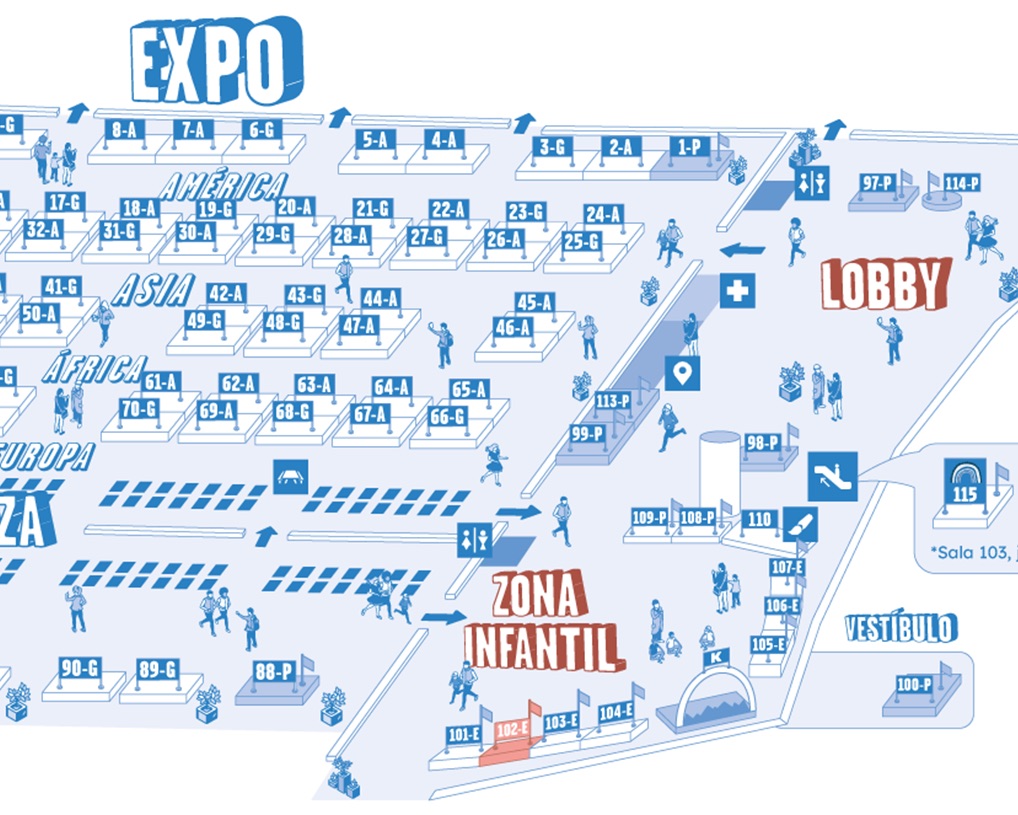 EXPO
-G
8-A
7-A
6-G
5-A
4-A
3-G
2-A
1-P
97-P
114-P
AMÉRICA
17-G
18-A
19-G
20-A
21-G
22-A
23-G
24-A
32-A
31-G
30-A
29-G
28-A
27-G
26-A
25-G
LOBBY
ASIA
41-G
42-A
43-G
44-A
45-A
50-A
49-G
48-G
47-A
46-A
ÁFRICA
-G
61-A
62-A
63-A
64-A
65-A
70-G
69-A
68-G
67-A
66-G
113-P
99-P
98-P
EUROPA
ZA
109-P
108-P
110
115
*Sala 103, j
107-E
106-E
105-E
ZONA
INFANTIL
VESTÍBULO
K
90-G
89-G
88-P
100-P
101-E
102-E
103-E
104-E